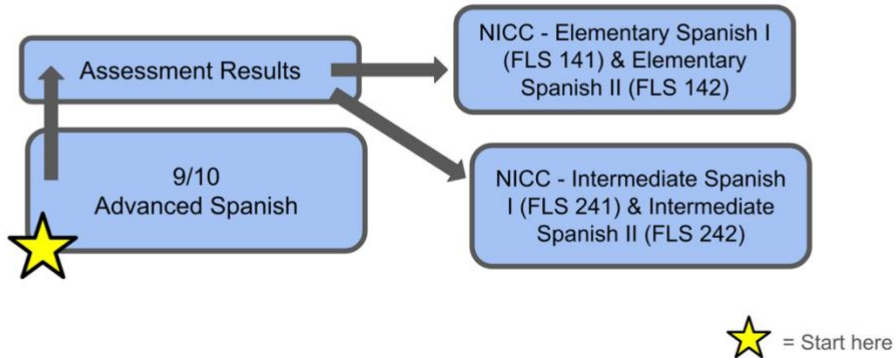 Assessment Results
9/10
Advanced Spanish
NICC - Elementary Spanish I
(FLS 141) & Elementary
Spanish II (FLS 142)
NICC - Intermediate Spanish
I (FLS 241) & Intermediate
Spanish II (FLS 242)
= Start here